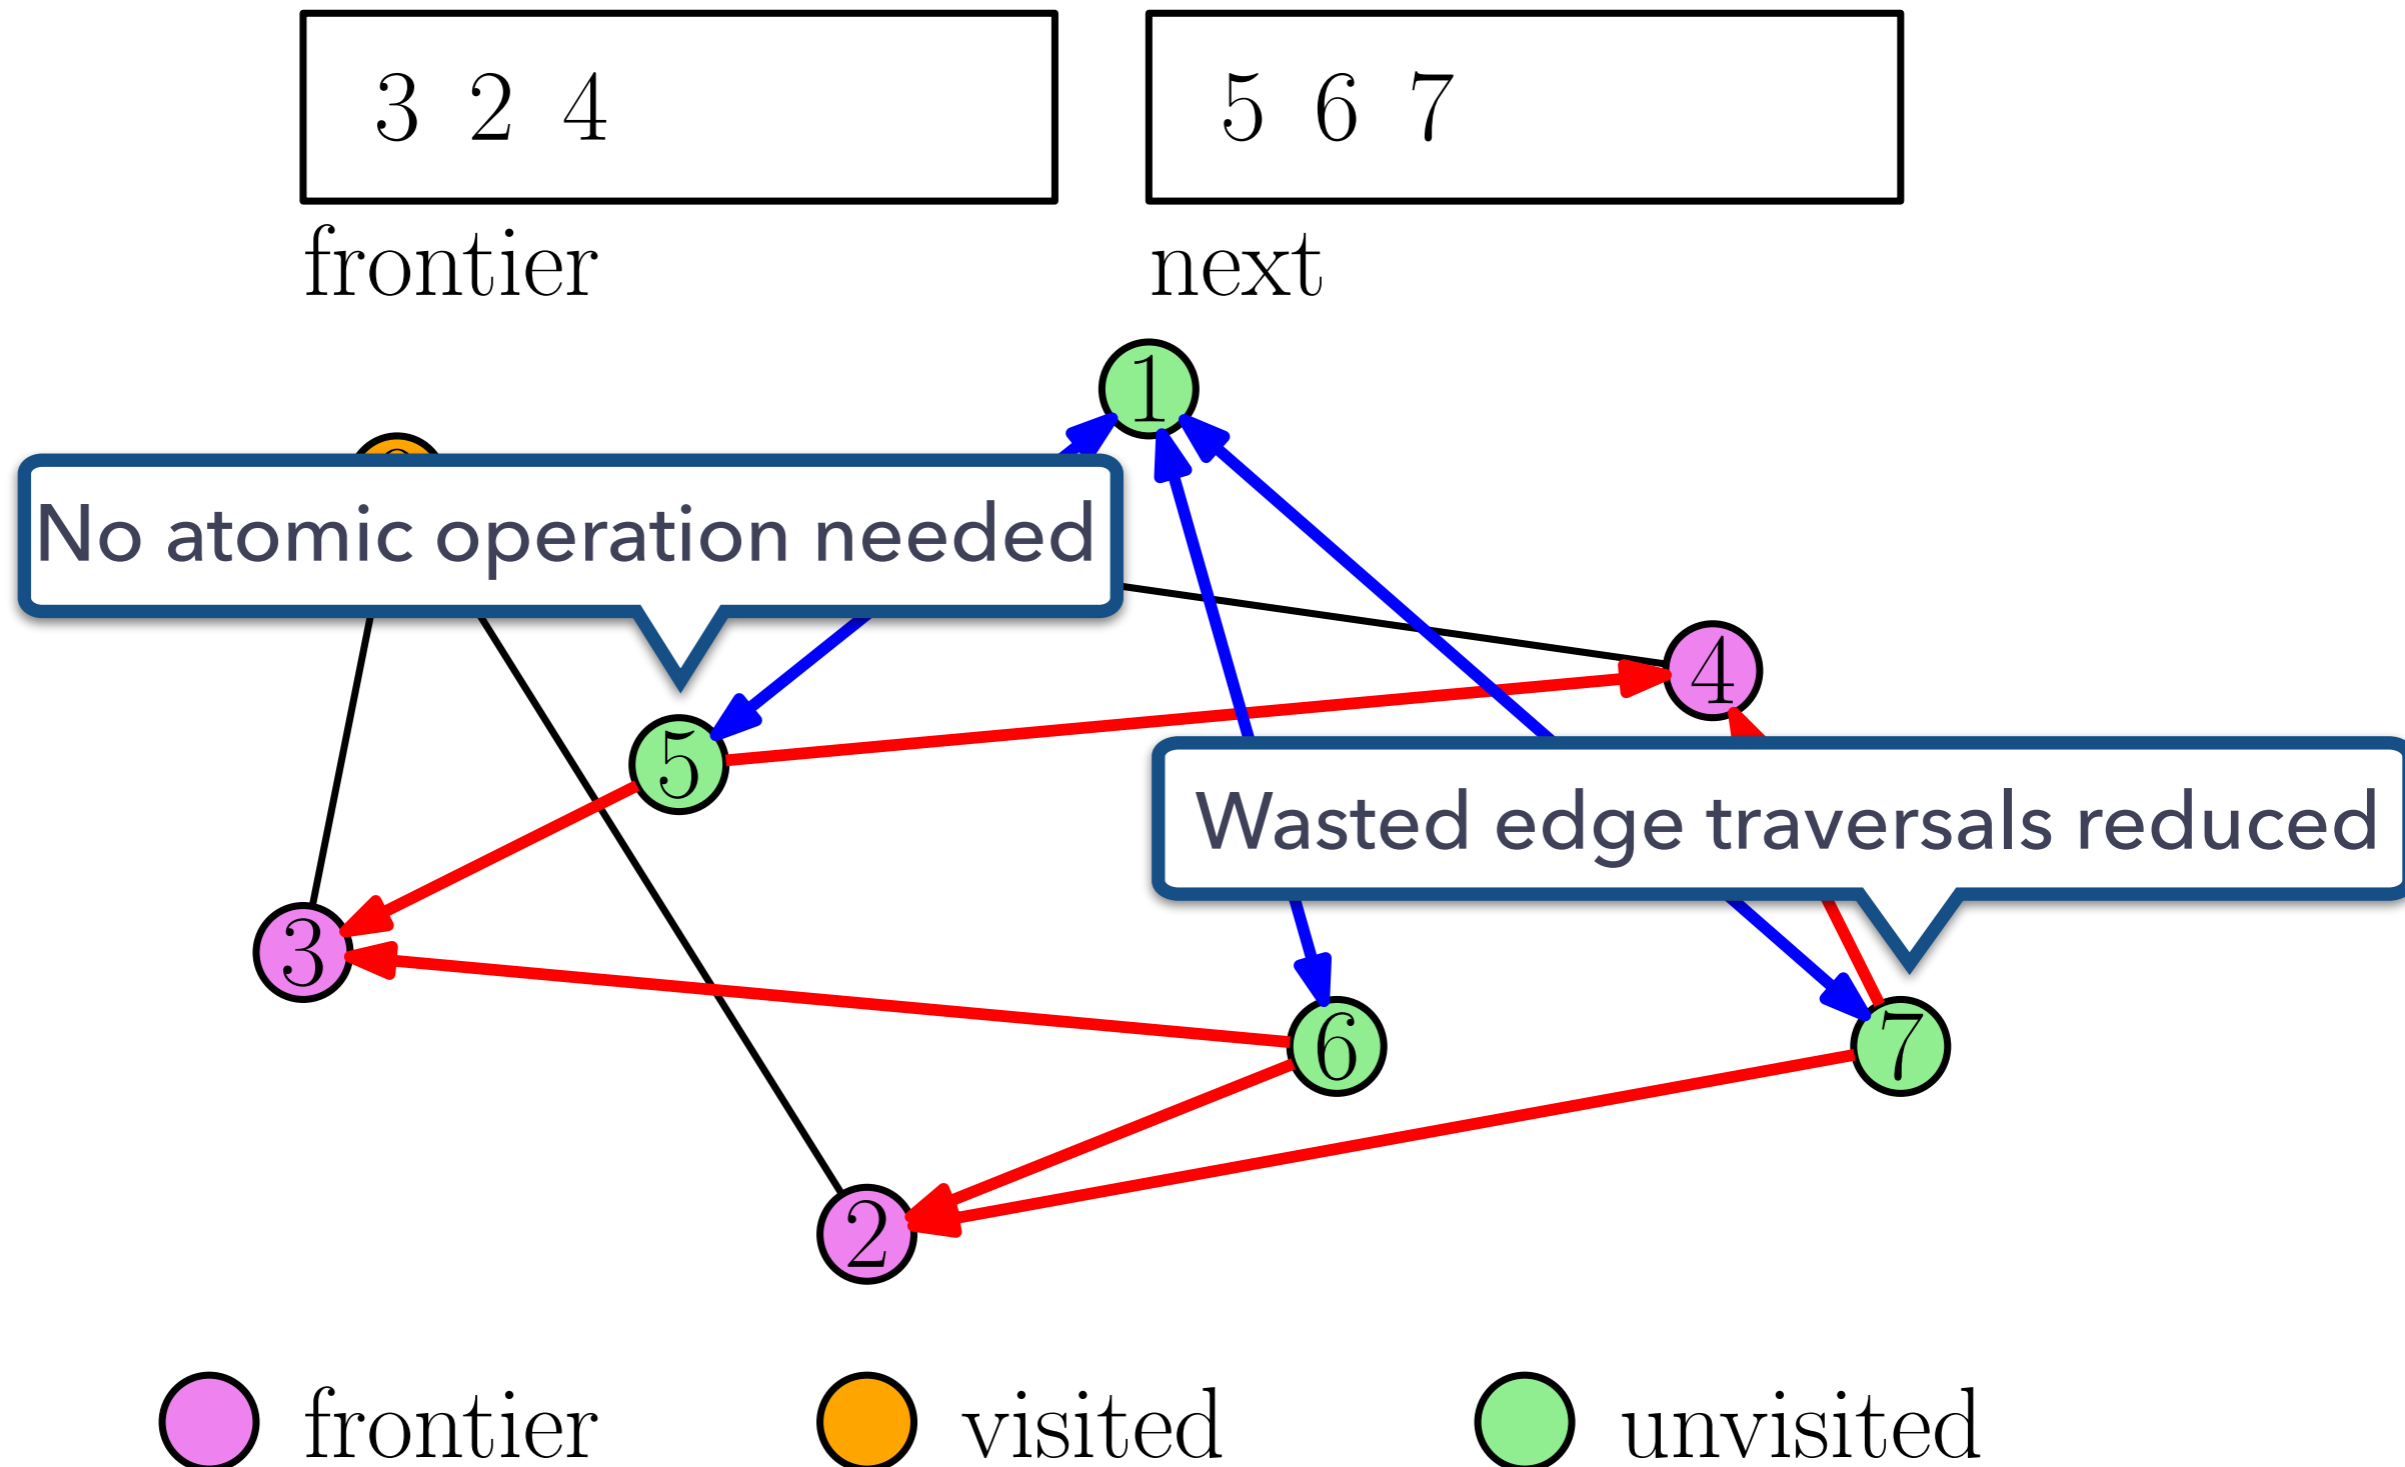 3 2 4
5 6 7
frontier
next
1
No atomic operation needed
4
5
Wasted edge traversals reduced
3
6
7
2
frontier
visited
unvisited